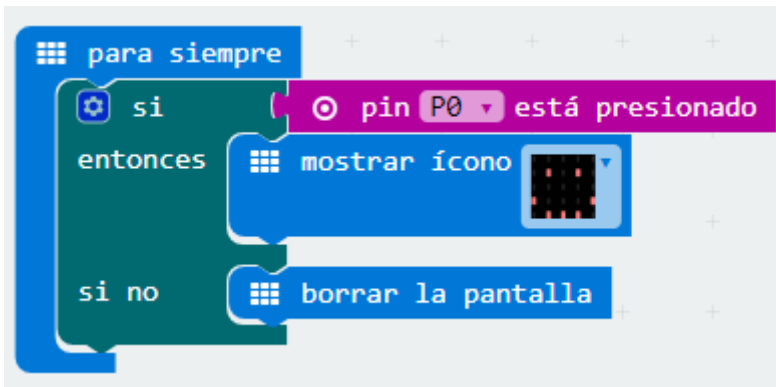 para siempre
si pin P0 está presionado
entonces mostrar ícono
si no borrar la pantalla